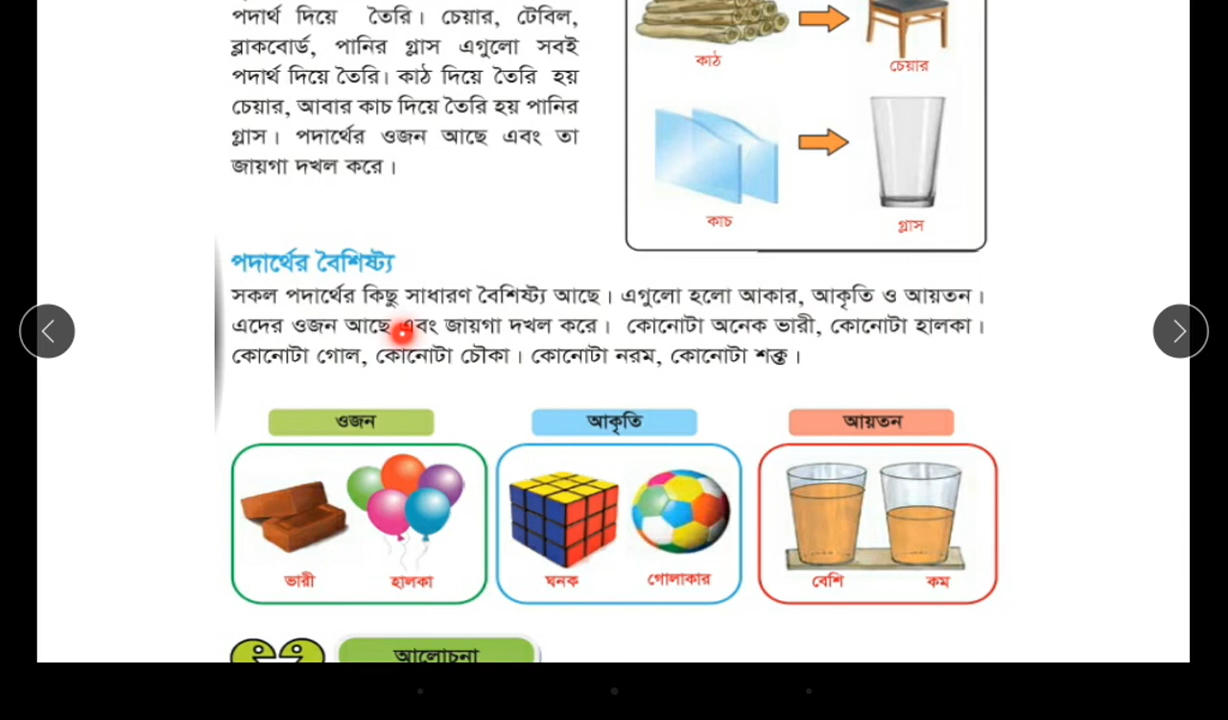 পদার্থ দিয়ে তৈরি। চেয়ার, টেবিল,
ব্লাকবোর্ড, পানির গ্লাস এগুলো সবই
পদার্থ দিয়ে তৈরি। কাঠ দিয়ে তৈরি হয়
চেয়ার, আবার কাচ দিয়ে তৈরি হয় পানির
গ্লাস। পদার্থের ওজন আছে এবং তা
জায়গা দখল করে।
কাঠ
চেয়ার
কাচ
গ্লাস
পদার্থের বৈশিষ্ট্য
সকল পদার্থের কিছু সাধারণ বৈশিষ্ট্য আছে। এগুলো হলো আকার, আকৃতি ও আয়তন।
এদের ওজন আছে এবং জায়গা দখল করে। কোনোটা অনেক ভারী, কোনোটা হালকা।
কোনোটা গোল, কোনোটা চৌকা। কোনোটা নরম, কোনোটা শক্ত।
ওজন
আকৃতি
আয়তন
ভারী
হালকা
ঘনক
গোলাকার
বেশি
কম
আলোচনা